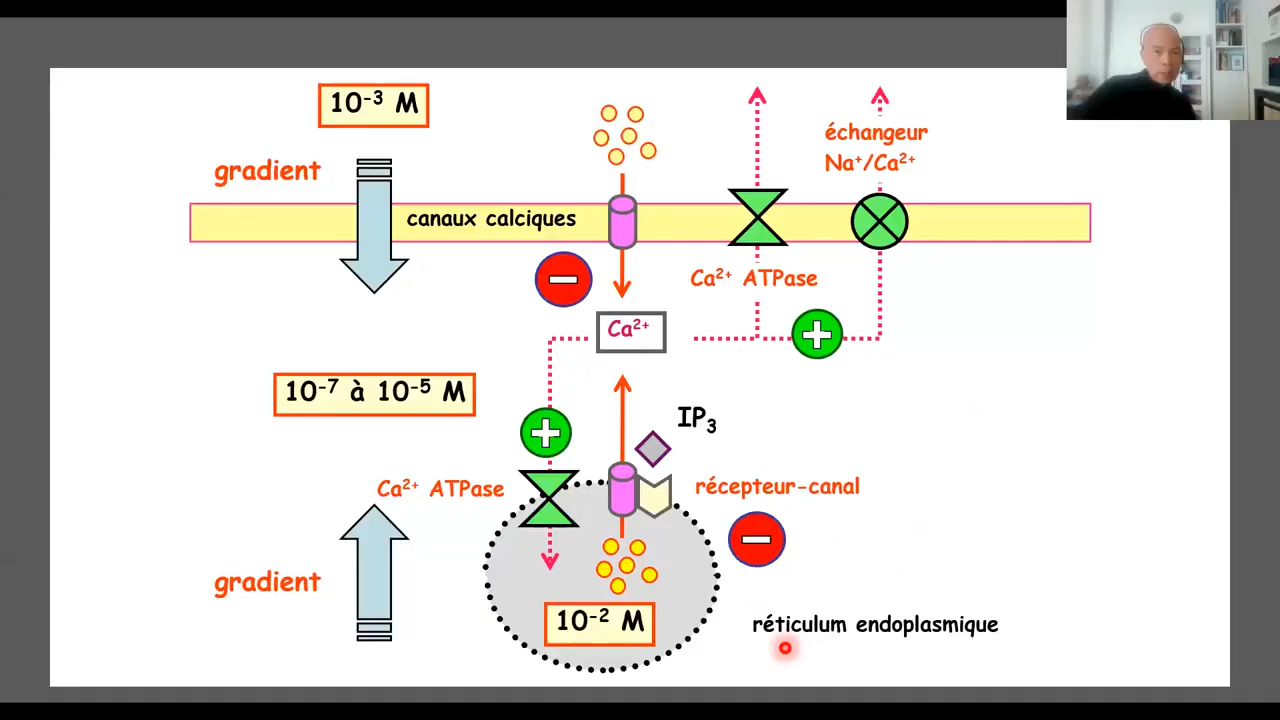 10⁻³ M
gradient
échangeur
Na⁺/Ca²⁺
canaux calciques
Ca²⁺ ATPase
Ca²⁺
10⁻⁷ à 10⁻⁵ M
IP₃
Ca²⁺ ATPase
récepteur-canal
gradient
10⁻² M
réticulum endoplasmique